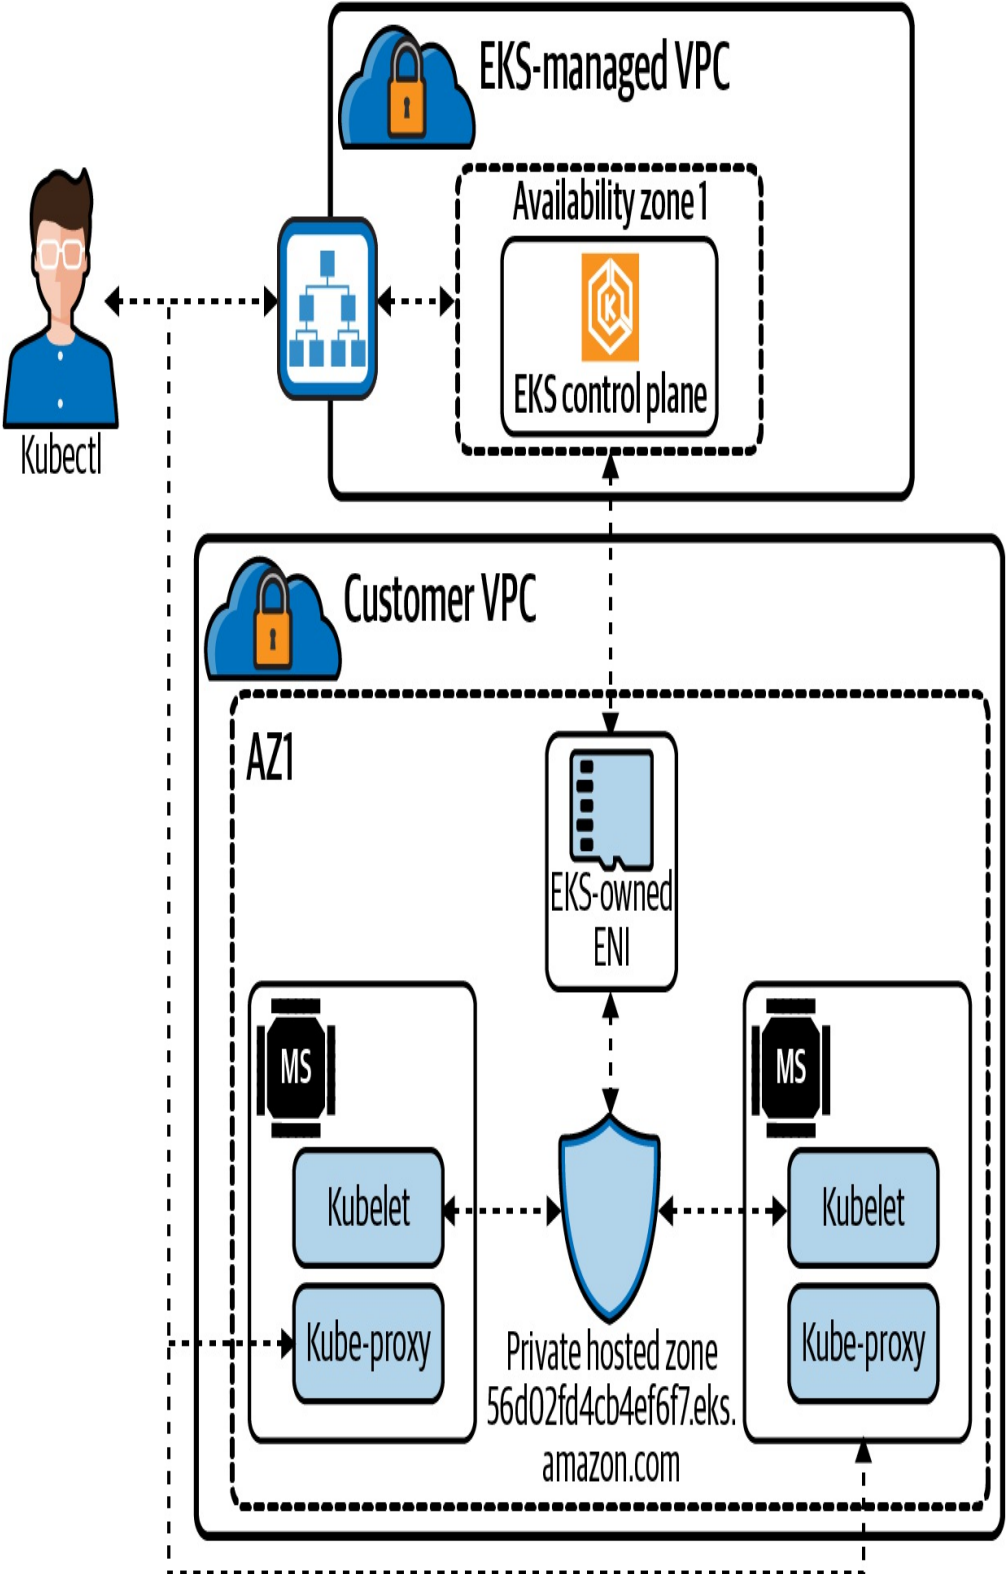 EKS-managed VPC
Availability zone 1
K
EKS control plane
Kubectl
Customer VPC
AZ1
EKS-owned
ENI
MS
MS
Kubelet
Kubelet
Kube-proxy
Kube-proxy
Private hosted zone
56d02fd4cb4ef6f7.eks.
amazon.com